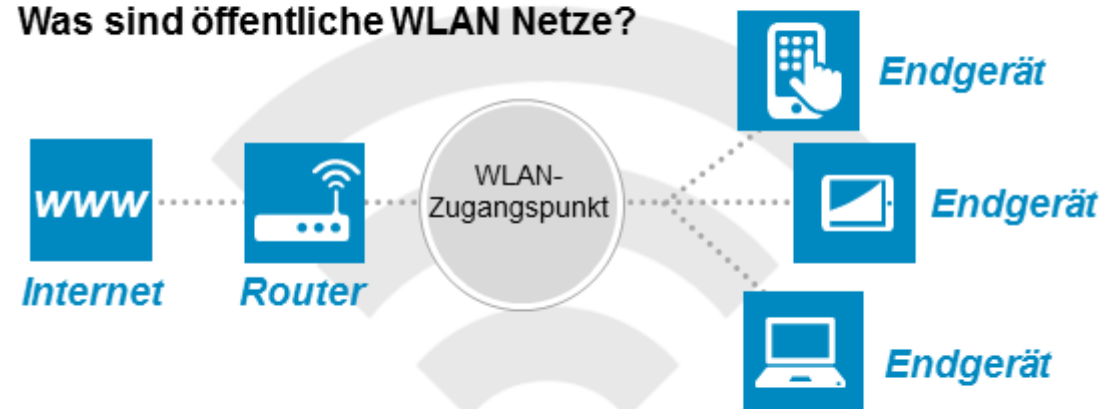 Was sind öffentliche WLAN Netze?
Endgerät
www
Internet
Router
WLAN-
Zugangspunkt
Endgerät
Endgerät